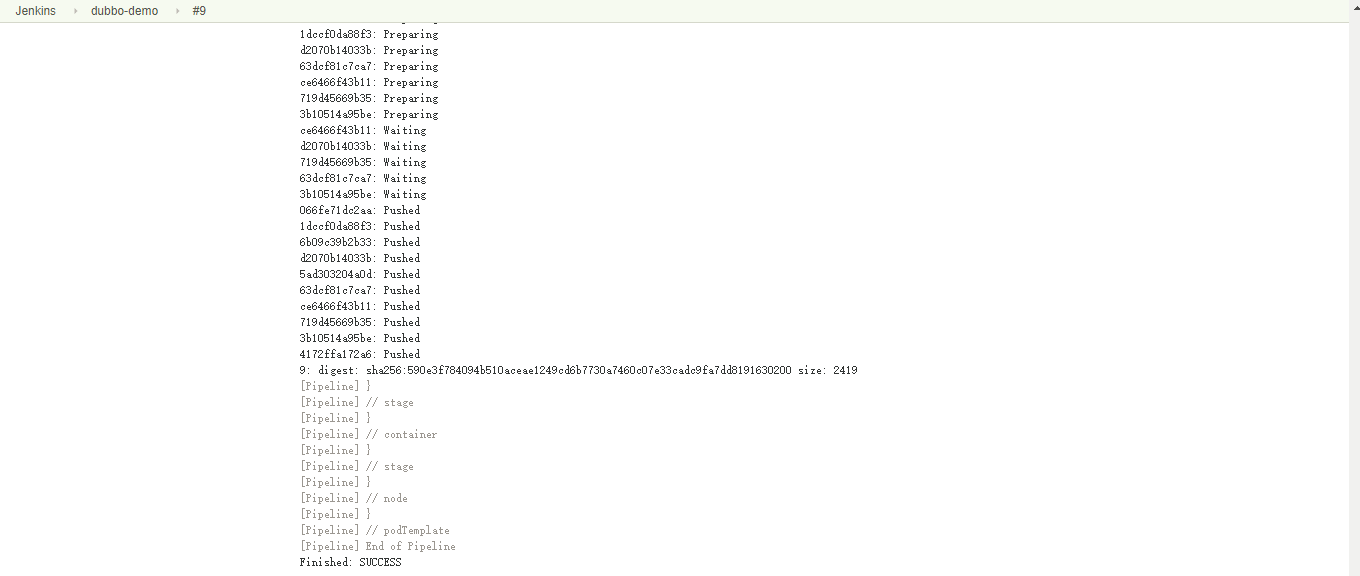 Jenkins dubbo-demo #9
1dccf0da88f3: Preparing
d2070b14033b: Preparing
63dcf81c7ca7: Preparing
ce6466f43b11: Preparing
719d45669b35: Preparing
3b10514a95be: Preparing
ce6466f43b11: Waiting
d2070b14033b: Waiting
719d45669b35: Waiting
63dcf81c7ca7: Waiting
3b10514a95be: Waiting
066fe71dc2aa: Pushed
1dccf0da88f3: Pushed
6b09c39b2b33: Pushed
d2070b14033b: Pushed
5ad303204a0d: Pushed
63dcf81c7ca7: Pushed
ce6466f43b11: Pushed
719d45669b35: Pushed
3b10514a95be: Pushed
4172ffa172a6: Pushed
9: digest: sha256:590e3f784094b510aceae1249cd6b7730a7460c07e33cadc9fa7dd8191630200 size: 2419
[Pipeline] }
[Pipeline] // stage
[Pipeline] }
[Pipeline] // container
[Pipeline] }
[Pipeline] // stage
[Pipeline] }
[Pipeline] // node
[Pipeline] }
[Pipeline] // podTemplate
[Pipeline] End of Pipeline
Finished: SUCCESS